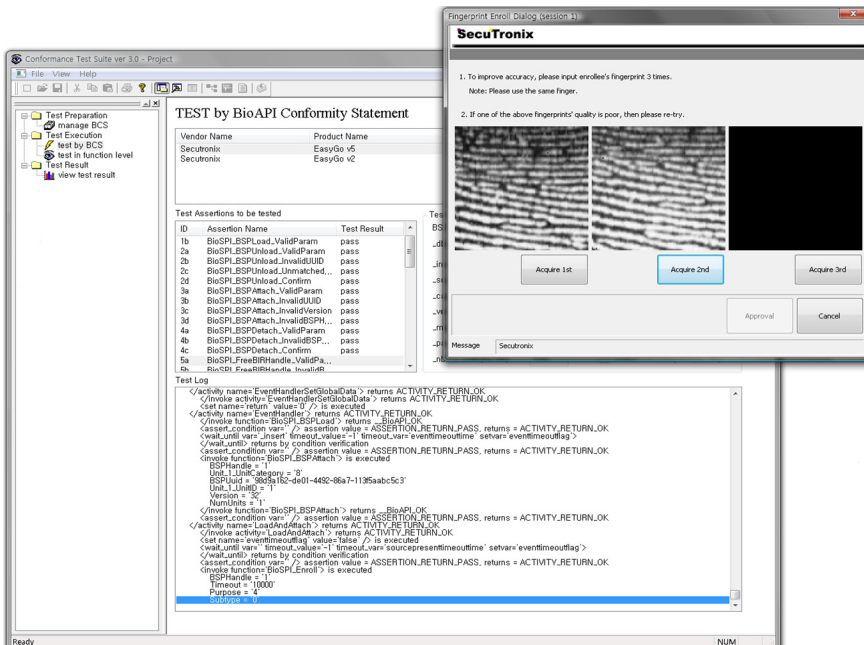 Fingerprint Enroll Dialog (session 1)
SecuTronix
1. To improve accuracy, please input enrollee's fingerprint 3 times.
Note: Please use the same finger.
2. If one of the above fingerprints' quality is poor, then please re-try.
Acquire 1st
Acquire 2nd
Acquire 3rd
Approval
Cancel
Message
Secutronix
Conformance Test Suite ver 3.0 - Project
File View Help
Test Preparation
manage BCS
Test Execution
test by BCS
test in function level
Test Result
view test result
TEST by BioAPI Conformity Statement
Vendor Name Product Name
Secutronix EasyGo v5
Secutronix EasyGo v2
Test Assertions to be tested
ID Assertion Name Test Result
1b BioSPI_BSPLoad_ValidParam pass
2a BioSPI_BSPUnload_ValidParam pass
2b BioSPI_BSPUnload_InvalidUUID pass
2c BioSPI_BSPUnload_Unmatched,,, pass
2d BioSPI_BSPUnload_Confirm pass
3a BioSPI_BSPAttach_ValidParam pass
3b BioSPI_BSPAttach_InvalidUUID pass
3c BioSPI_BSPAttach_InvalidVersion pass
3d BioSPI_BSPAttach_InvalidBSPH,,, pass
4a BioSPI_BSPDetach_ValidParam pass
4b BioSPI_BSPDetach_InvalidBSP,,, pass
4c BioSPI_BSPDetach_Confirm pass
5a BioSPI_FreeBIRHandle_ValidPa,,,
5b BioSPI_FreeBIRHandle_InvalidB
Tes
BS
Test Log
</activity name='EventHandlerSetGlobalData'> returns ACTIVITY_RETURN_OK
</invoke activity='EventHandlerSetGlobalData'> returns ACTIVITY_RETURN_OK
<set name='return' value='0' /> is executed
</activity name='EventHandler'> returns ACTIVITY_RETURN_OK
</invoke function='BioSPI_BSPLoad'> returns __BioAPI_OK
<assert_condition var='' /> assertion value = ASSERTION_RETURN_PASS, returns = ACTIVITY_RETURN_OK
<wait_until var='_insert' timeout_value='-1' timeout_var='eventtimeouttime' setvar='eventtimeoutflag'>
</wait_until> returns by condition verification
<assert_condition var='' /> assertion value = ASSERTION_RETURN_PASS, returns = ACTIVITY_RETURN_OK
<invoke function='BioSPI_BSPAttach'> is executed
BSPHandle = '1'
Unit_1_UnitCategory = '8'
BSPUuid = '98d9a162-de01-4492-86a7-113f5aabc5c3'
Unit_1_UnitID = '1'
Version = '32'
NumUnits = '1'
</invoke function='BioSPI_BSPAttach'> returns __BioAPI_OK
<assert_condition var='' /> assertion value = ASSERTION_RETURN_PASS, returns = ACTIVITY_RETURN_OK
</activity name='LoadAndAttach'> returns ACTIVITY_RETURN_OK
</invoke activity='LoadAndAttach'> returns ACTIVITY_RETURN_OK
<set name='eventtimeoutflag' value='false' /> is executed
<wait_until var='' timeout_value='-1' timeout_var='sourcepresenttimeouttime' setvar='eventtimeoutflag'>
</wait_until> returns by condition verification
<assert_condition var='' /> assertion value = ASSERTION_RETURN_PASS, returns = ACTIVITY_RETURN_OK
<invoke function='BioSPI_Enroll'> is executed
BSPHandle = '1'
Timeout = '10000'
Purpose = '4'
Subtype = '0'
Ready
NUM